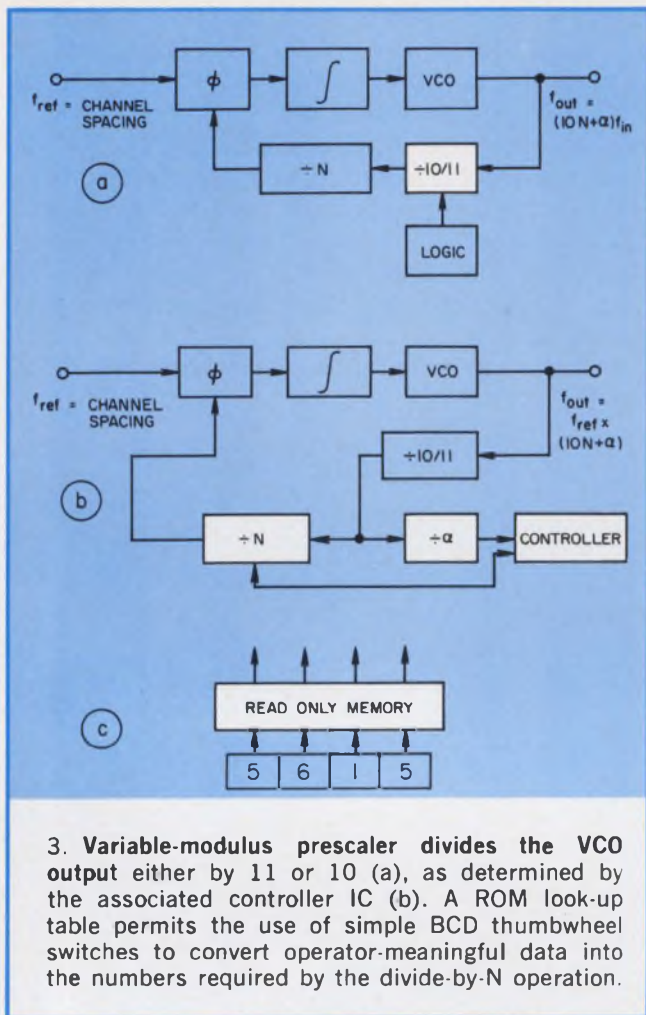 ϕ
∫
VCO
f_ref = CHANNEL
SPACING
f_out =
(10N+α)f_in
÷N
÷10/11
a
LOGIC
ϕ
∫
VCO
f_ref = CHANNEL
SPACING
f_out =
f_ref x
(10N+α)
÷10/11
b
÷N
÷α
CONTROLLER
READ ONLY MEMORY
c
5 6 1 5
3. Variable-modulus prescaler divides the VCO
output either by 11 or 10 (a), as determined by
the associated controller IC (b). A ROM look-up
table permits the use of simple BCD thumbwheel
switches to convert operator-meaningful data into
the numbers required by the divide-by-N operation.